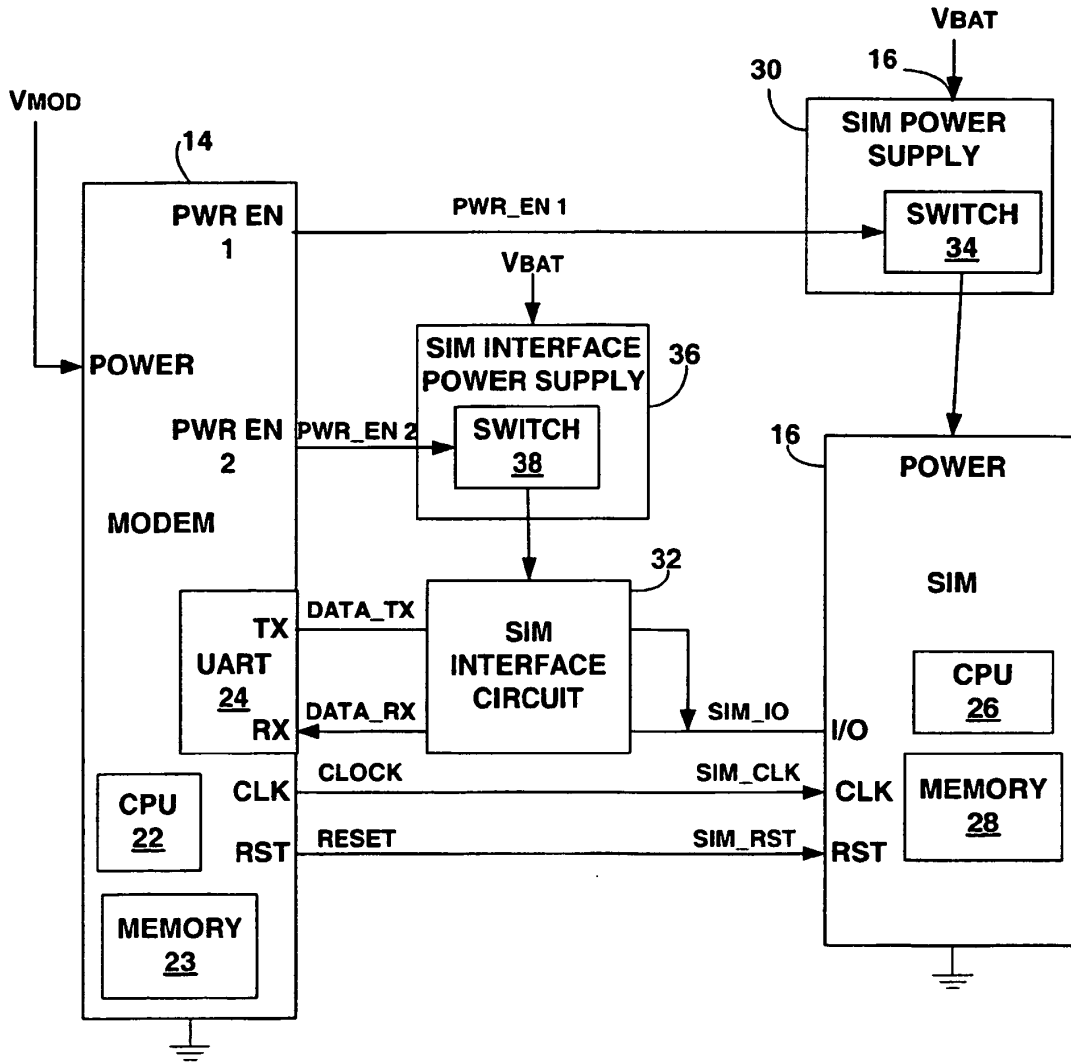 VBAT
16
30
VMOD
SIM POWER
SUPPLY
14
PWR EN
1
PWR_EN 1
SWITCH
34
VBAT
SIM INTERFACE
POWER SUPPLY
36
POWER
PWR EN
2
PWR_EN 2
SWITCH
38
16
POWER
MODEM
32
SIM
TX
DATA_TX
SIM
INTERFACE
CIRCUIT
UART
24
CPU
26
RX
DATA_RX
SIM_IO
I/O
CPU
22
CLK
CLOCK
SIM_CLK
CLK
MEMORY
28
RST
RESET
SIM_RST
RST
MEMORY
23